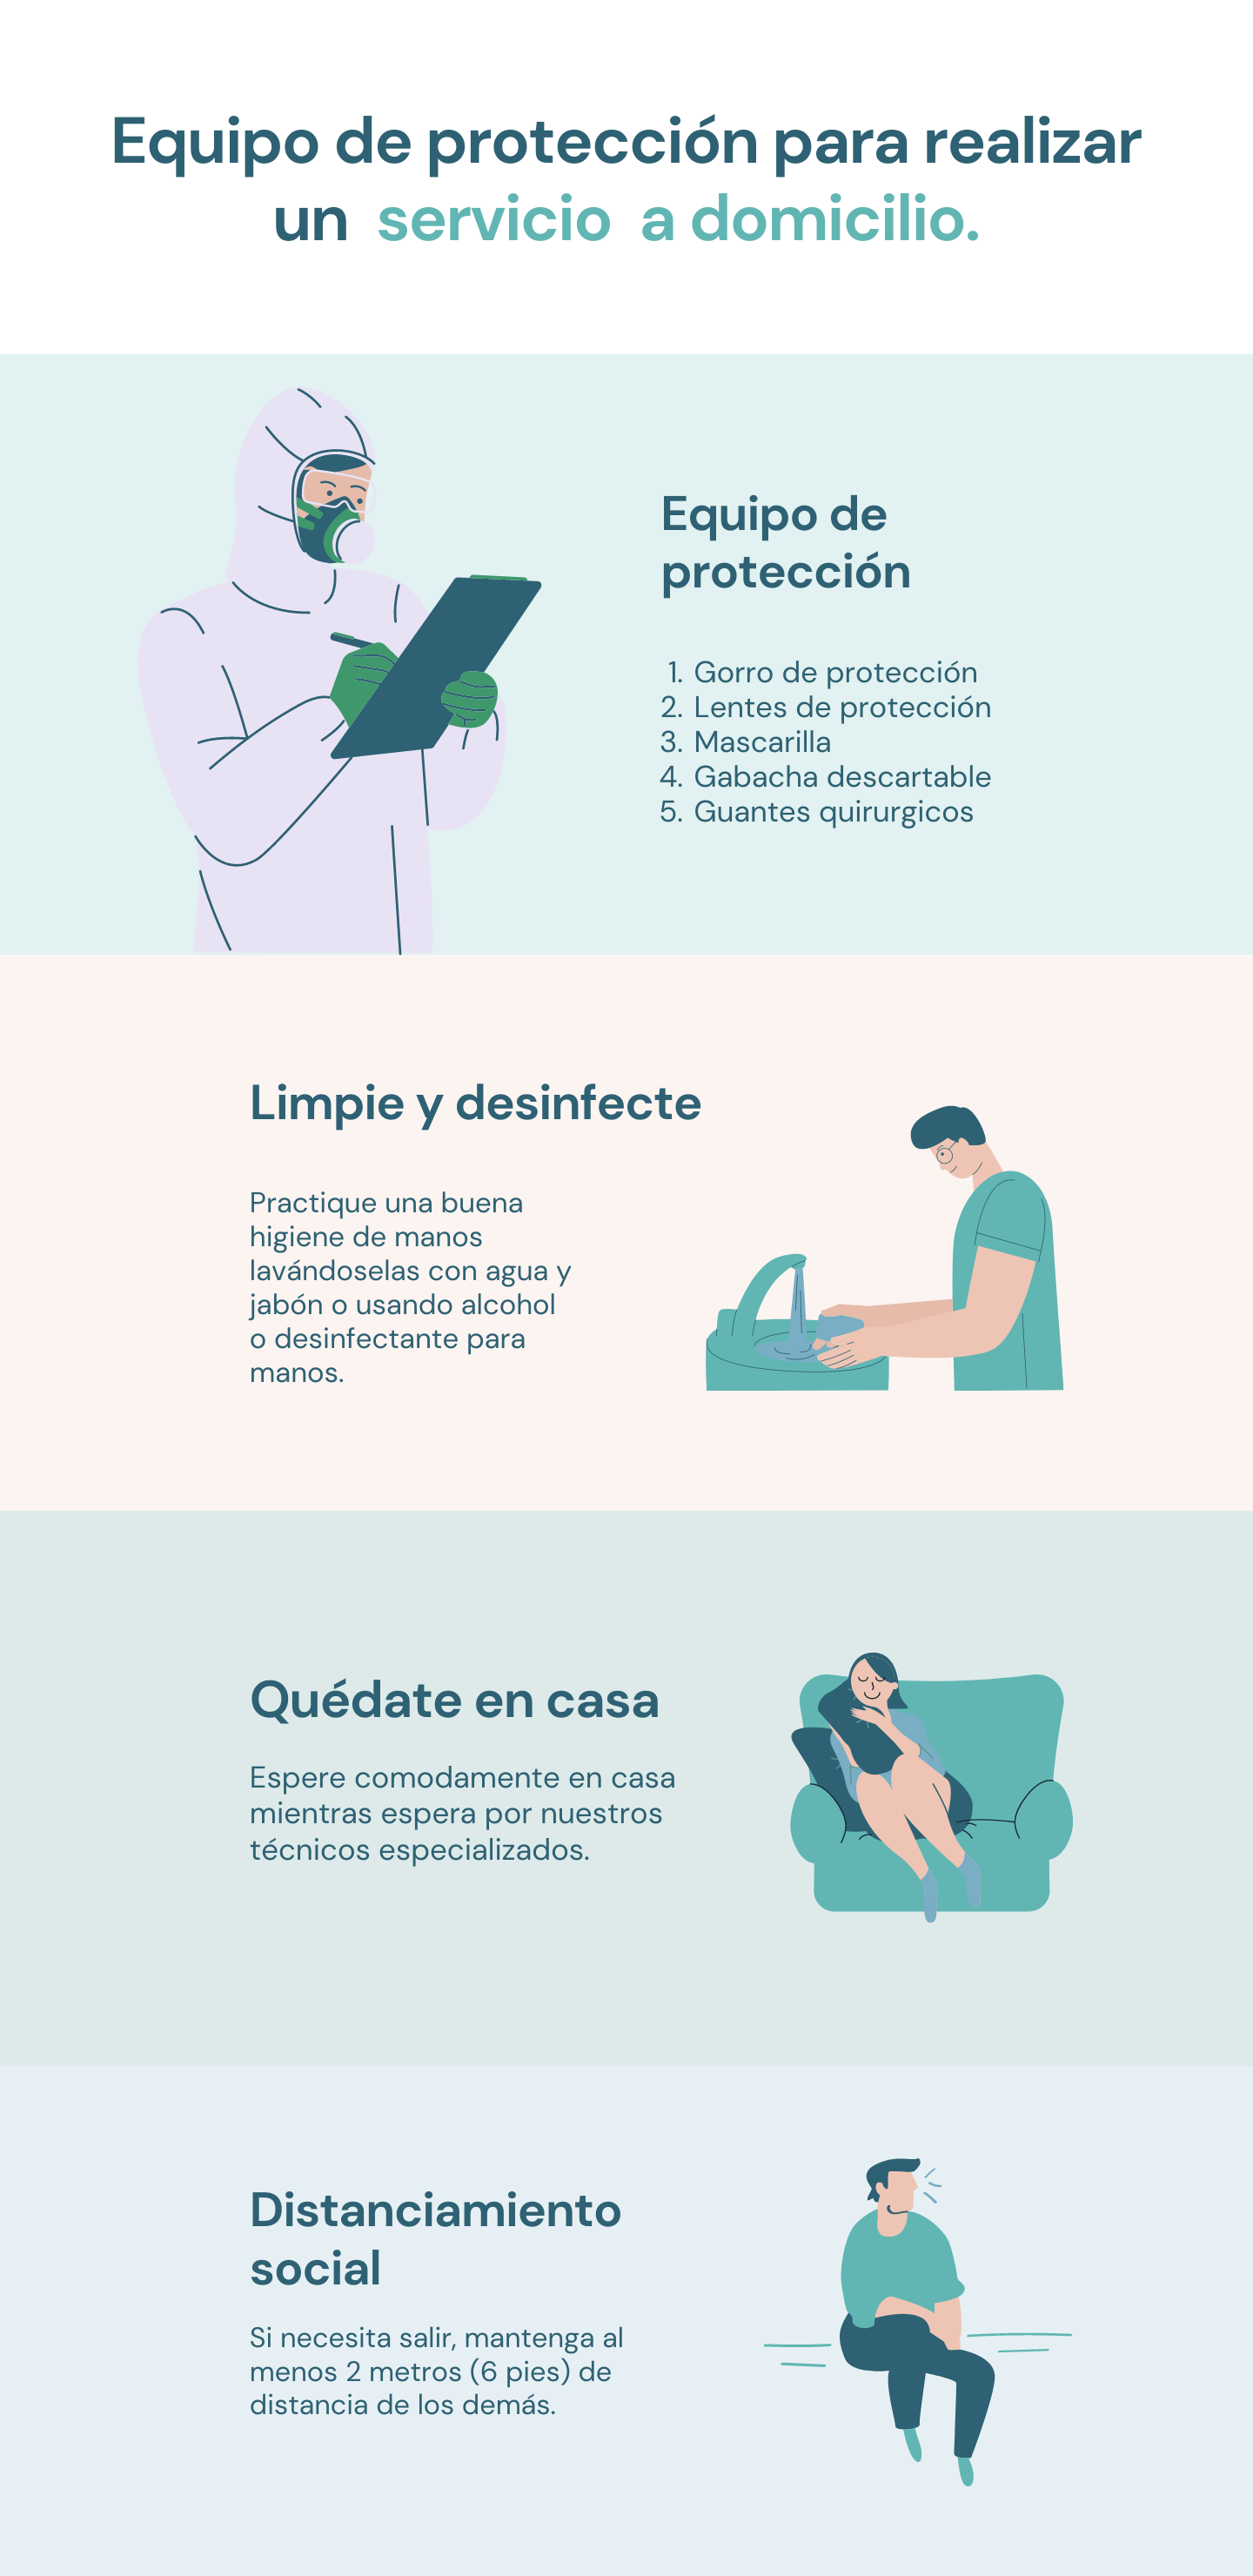 Equipo de protección para realizar
un servicio a domicilio.
Equipo de
protección
1. Gorro de protección
2. Lentes de protección
3. Mascarilla
4. Gabacha descartable
5. Guantes quirurgicos
Limpie y desinfecte
Practique una buena
higiene de manos
lavándoselas con agua y
jabón o usando alcohol
o desinfectante para
manos.
Quédate en casa
Espere comodamente en casa
mientras espera por nuestros
técnicos especializados.
Distanciamiento
social
Si necesita salir, mantenga al
menos 2 metros (6 pies) de
distancia de los demás.